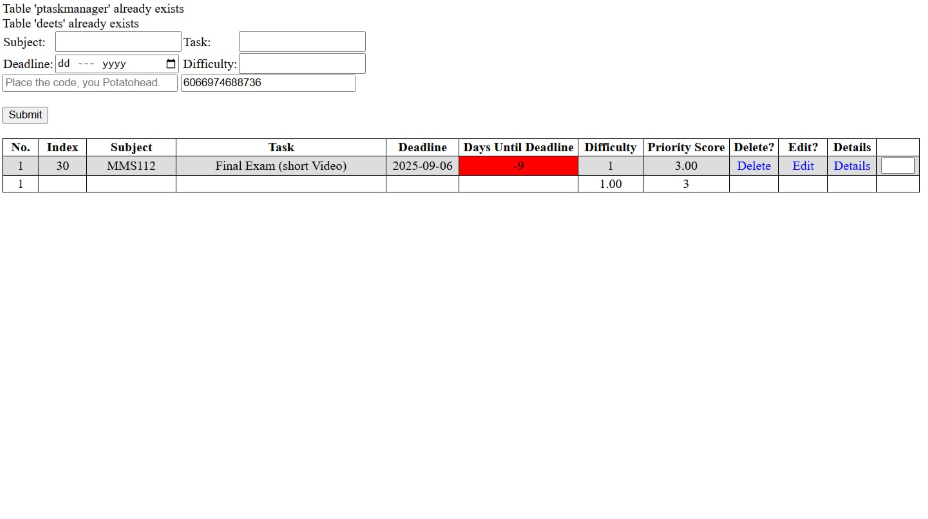 Table 'ptaskmanager' already exists
Table 'deets' already exists
Subject: Task:
Deadline: dd --- yyyy Difficulty:
Place the code, you Potatohead. 6066974688736
Submit
No. Index Subject Task Deadline Days Until Deadline Difficulty Priority Score Delete? Edit? Details
1 30 MMS112 Final Exam (short Video) 2025-09-06 -9 1 3.00 Delete Edit Details
1 1.00 3